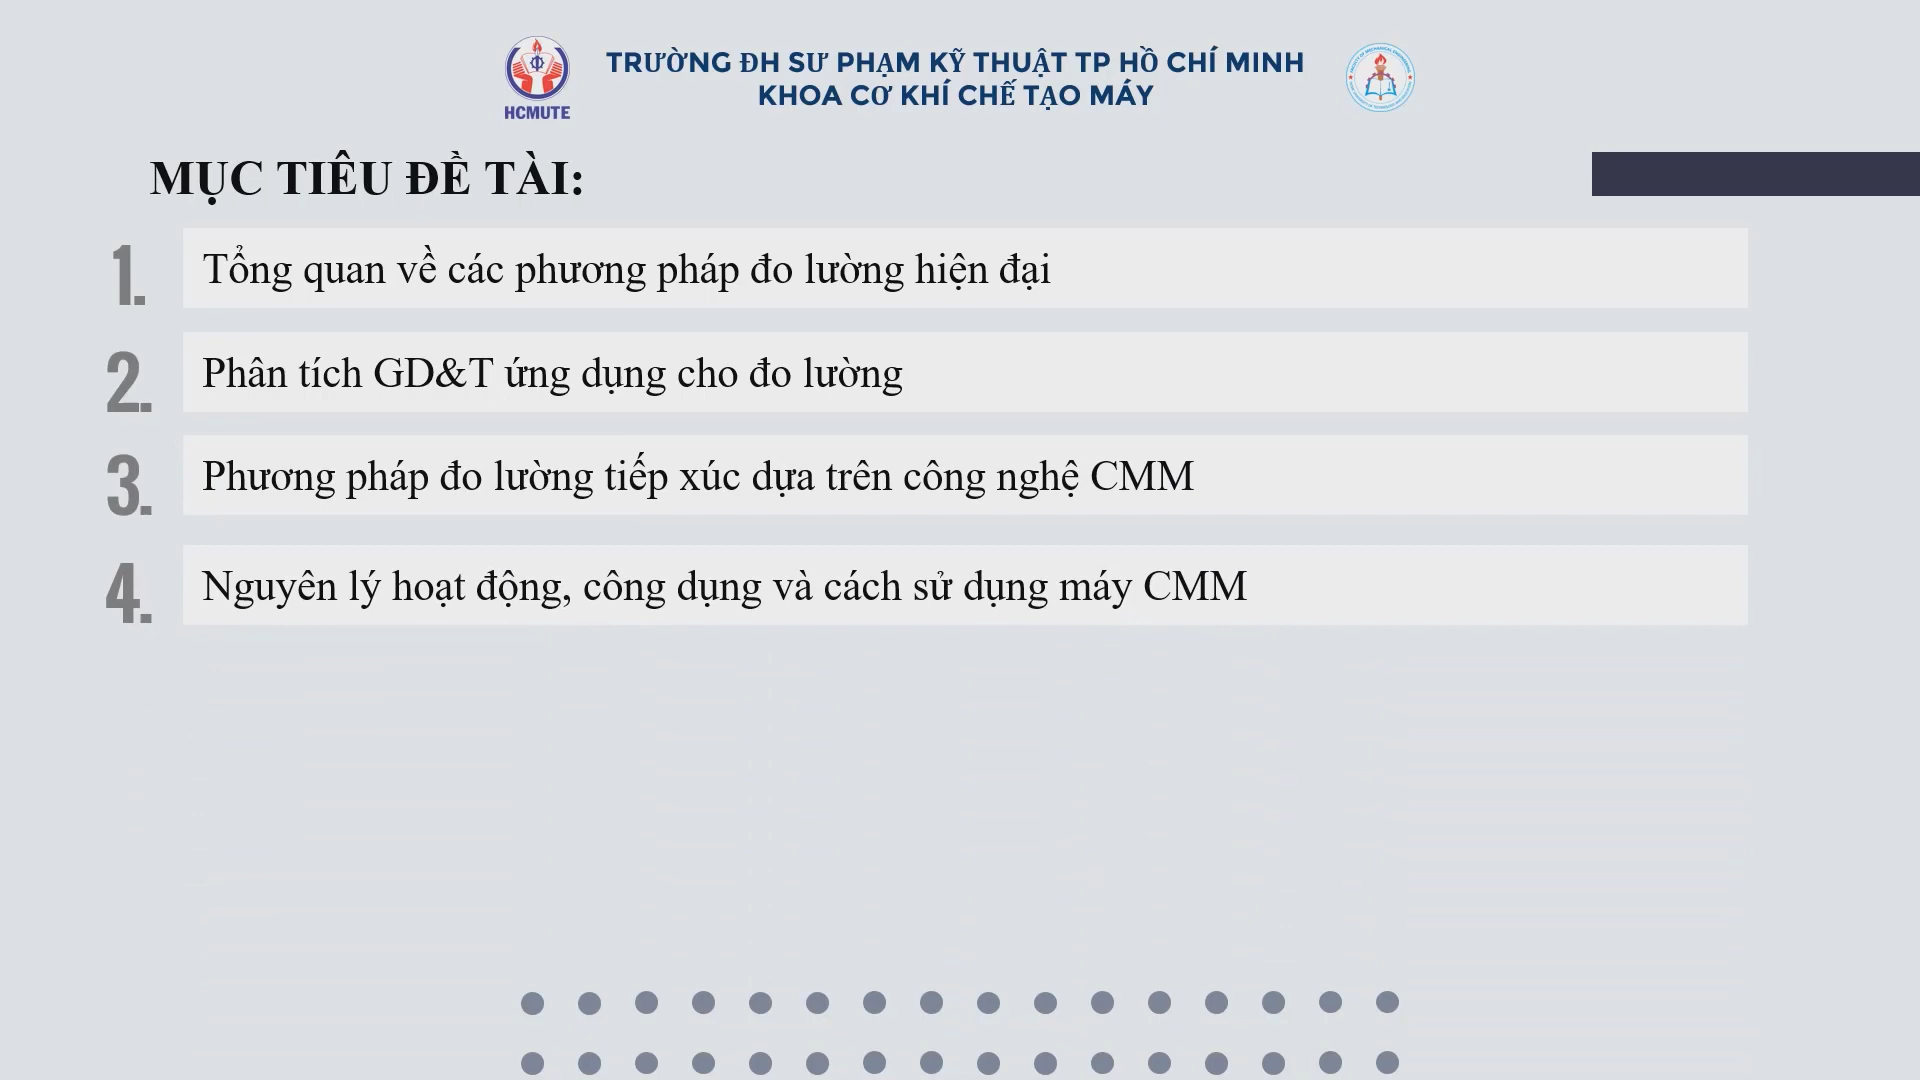 TRƯỜNG ĐH SƯ PHẠM KỸ THUẬT TP HỒ CHÍ MINH
KHOA CƠ KHÍ CHẾ TẠO MÁY
HCMUTE
MỤC TIÊU ĐỀ TÀI:
1. Tổng quan về các phương pháp đo lường hiện đại
2. Phân tích GD&T ứng dụng cho đo lường
3. Phương pháp đo lường tiếp xúc dựa trên công nghệ CMM
4. Nguyên lý hoạt động, công dụng và cách sử dụng máy CMM